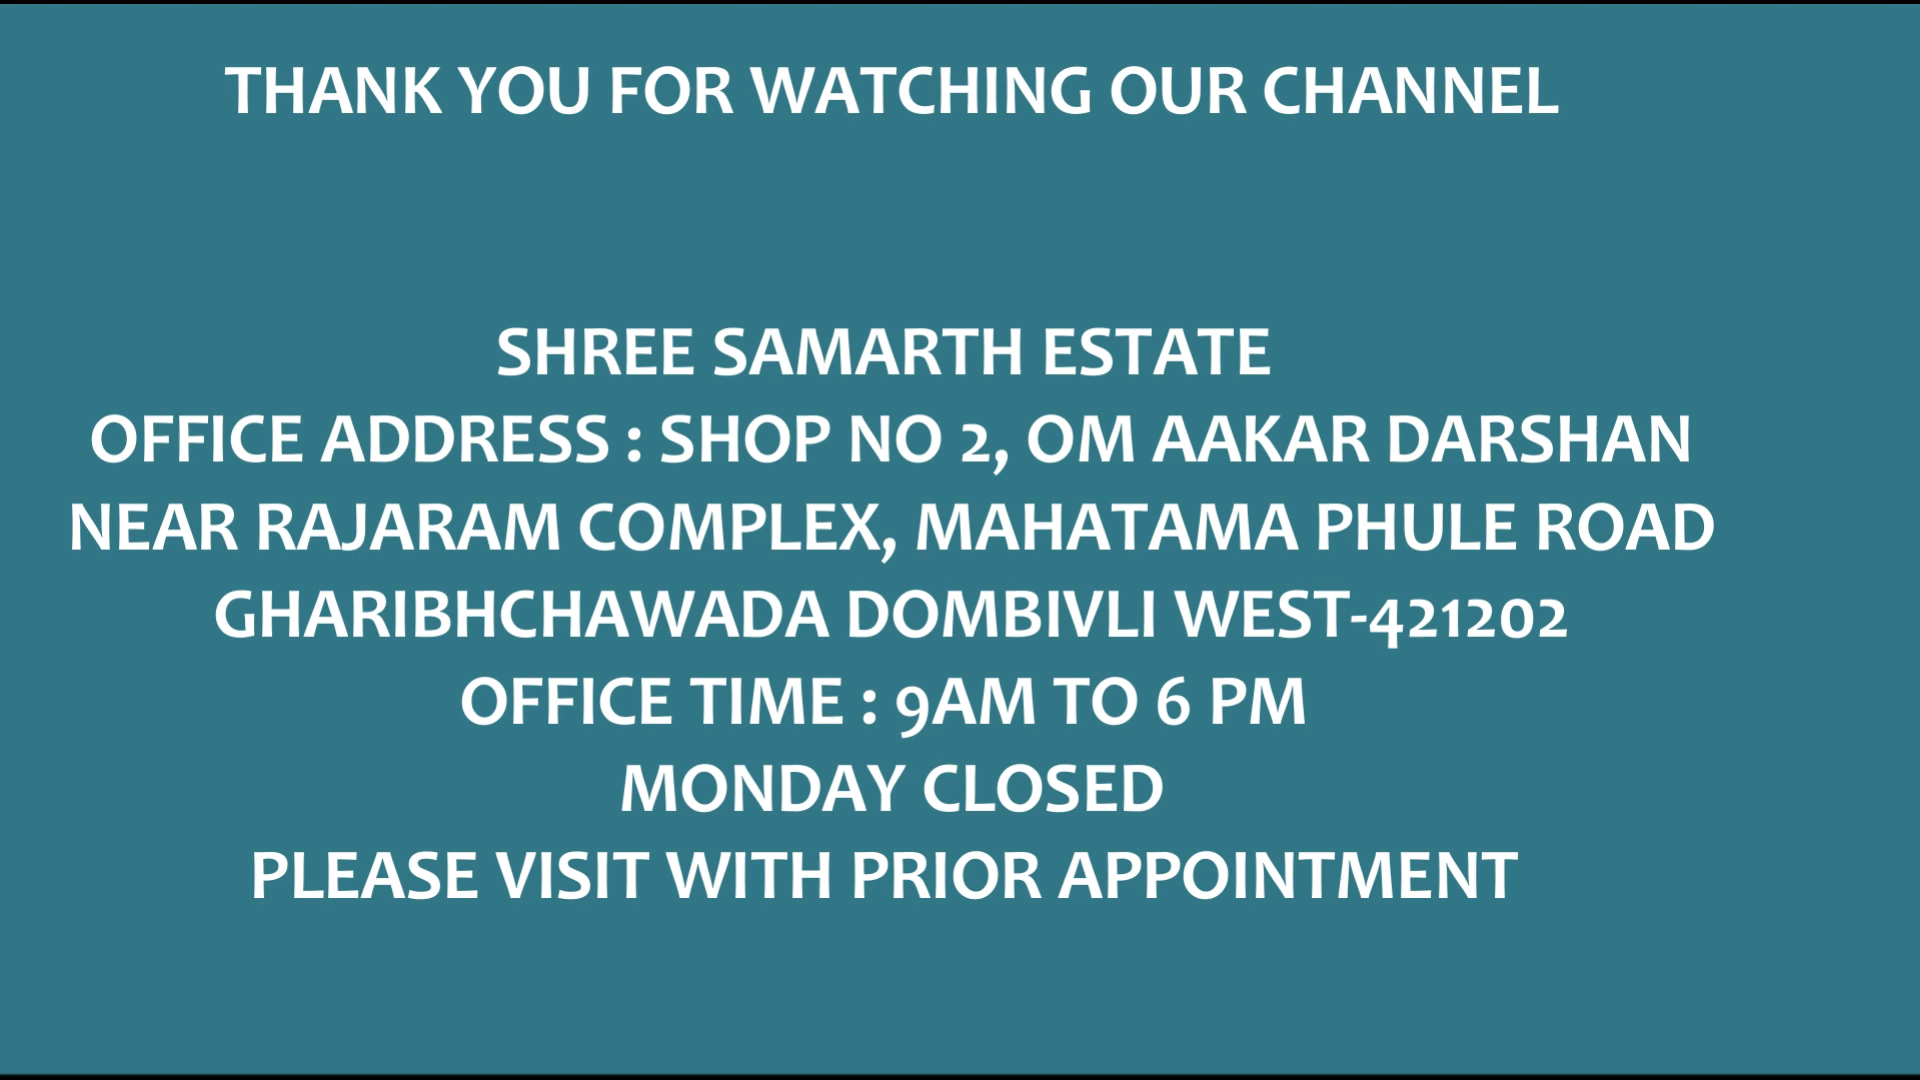 THANK YOU FOR WATCHING OUR CHANNEL
SHREE SAMARTH ESTATE
OFFICE ADDRESS : SHOP NO 2, OM AAKAR DARSHAN
NEAR RAJARAM COMPLEX, MAHATAMA PHULE ROAD
GHARIBHCHAWADA DOMBIVLI WEST-421202
OFFICE TIME : 9AM TO 6 PM
MONDAY CLOSED
PLEASE VISIT WITH PRIOR APPOINTMENT